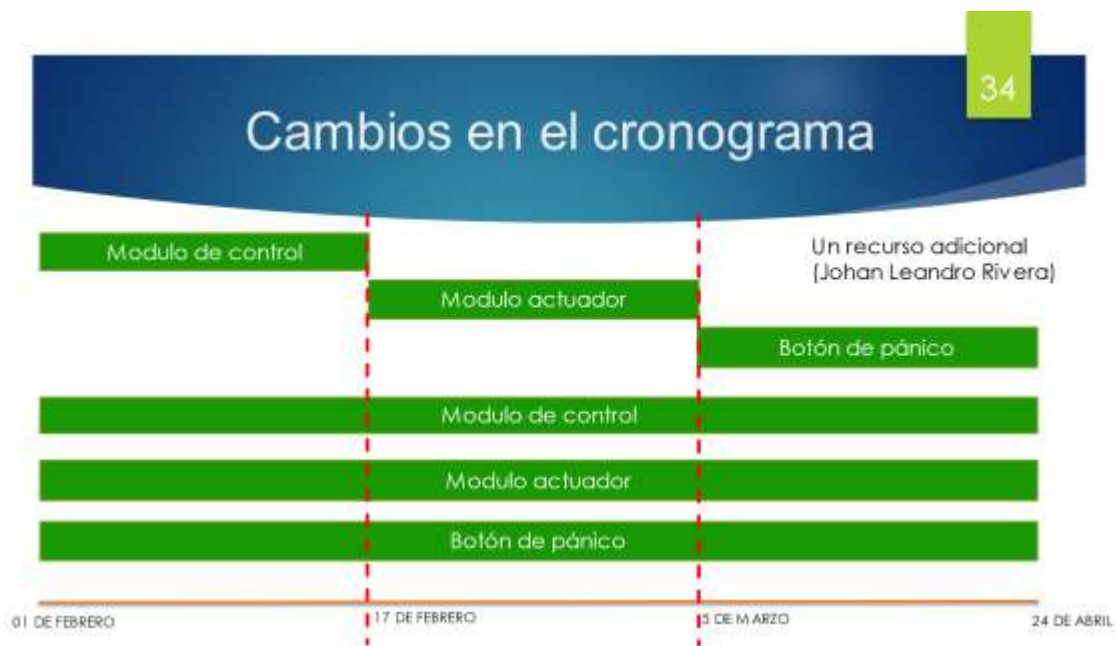 34
Cambios en el cronograma
Modulo de control
Un recurso adicional
(Johan Leandro Rivera)
Modulo actuador
Botón de pánico
Modulo de control
Modulo actuador
Botón de pánico
01 DE FEBRERO
17 DE FEBRERO
5 DE MARZO
24 DE ABRIL